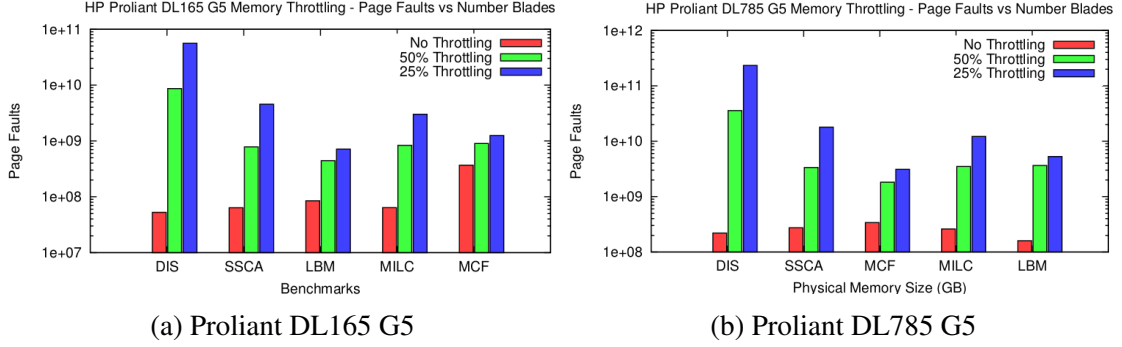 HP Proliant DL165 G5 Memory Throttling - Page Faults vs Number Blades
1e+11
1e+10
1e+09
1e+08
1e+07
Page Faults
No Throttling
50% Throttling
25% Throttling
DIS SSCA LBM MILC MCF
Benchmarks
(a) Proliant DL165 G5
HP Proliant DL785 G5 Memory Throttling - Page Faults vs Number Blades
1e+12
1e+11
1e+10
1e+09
1e+08
Page Faults
No Throttling
50% Throttling
25% Throttling
DIS SSCA MCF MILC LBM
Physical Memory Size (GB)
(b) Proliant DL785 G5